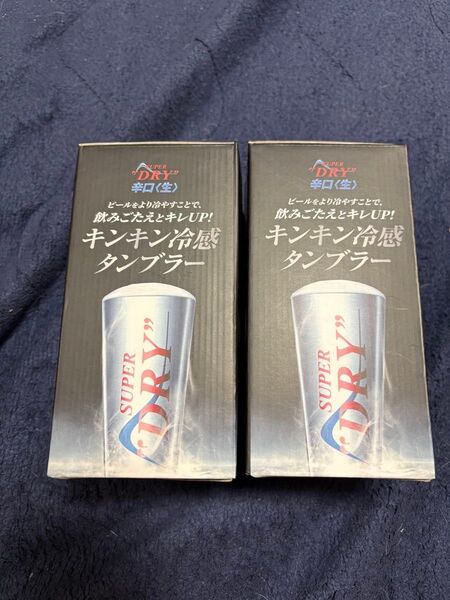 SUPER
"DRY"
辛口〈生〉
ビールをより冷やすことで、
飲みごたえとキレUP!
キンキン冷感
タンブラー
SUPER
"DRY"
SUPER
"DRY"
辛口〈生〉
ビールをより冷やすことで、
飲みごたえとキレUP!
キンキン冷感
タンブラー
SUPER
"DRY"